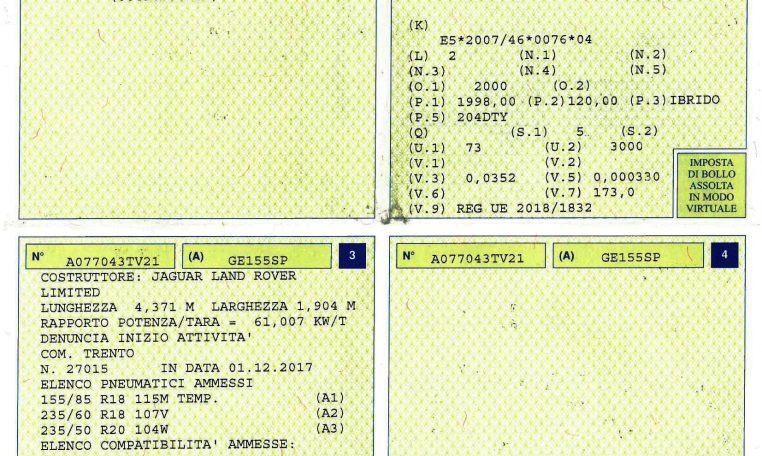 (K)
E5*2007/46*0076*04
(L) 2 (N.1) (N.2)
(N.3) (N.4) (N.5)
(O.1) 2000 (O.2)
(P.1) 1998,00 (P.2)120,00 (P.3)IBRIDO
(P.5) 204DTY
(Q) (S.1) 5 (S.2)
(U.1) 73 (U.2) 3000
(V.1) (V.2)
(V.3) 0,0352 (V.5) 0,000330
(V.6) (V.7) 173,0
(V.9) REG UE 2018/1832
IMPOSTA
DI BOLLO
ASSOLTA
IN MODO
VIRTUALE
N° A077043TV21 (A) GE155SP 3
COSTRUTTORE: JAGUAR LAND ROVER
LIMITED
LUNGHEZZA 4,371 M LARGHEZZA 1,904 M
RAPPORTO POTENZA/TARA = 61,007 KW/T
DENUNCIA INIZIO ATTIVITA'
COM. TRENTO
N. 27015 IN DATA 01.12.2017
ELENCO PNEUMATICI AMMESSI
155/85 R18 115M TEMP. (A1)
235/60 R18 107V (A2)
235/50 R20 104W (A3)
ELENCO COMPATIBILITA' AMMESSE:
N° A077043TV21 (A) GE155SP 4